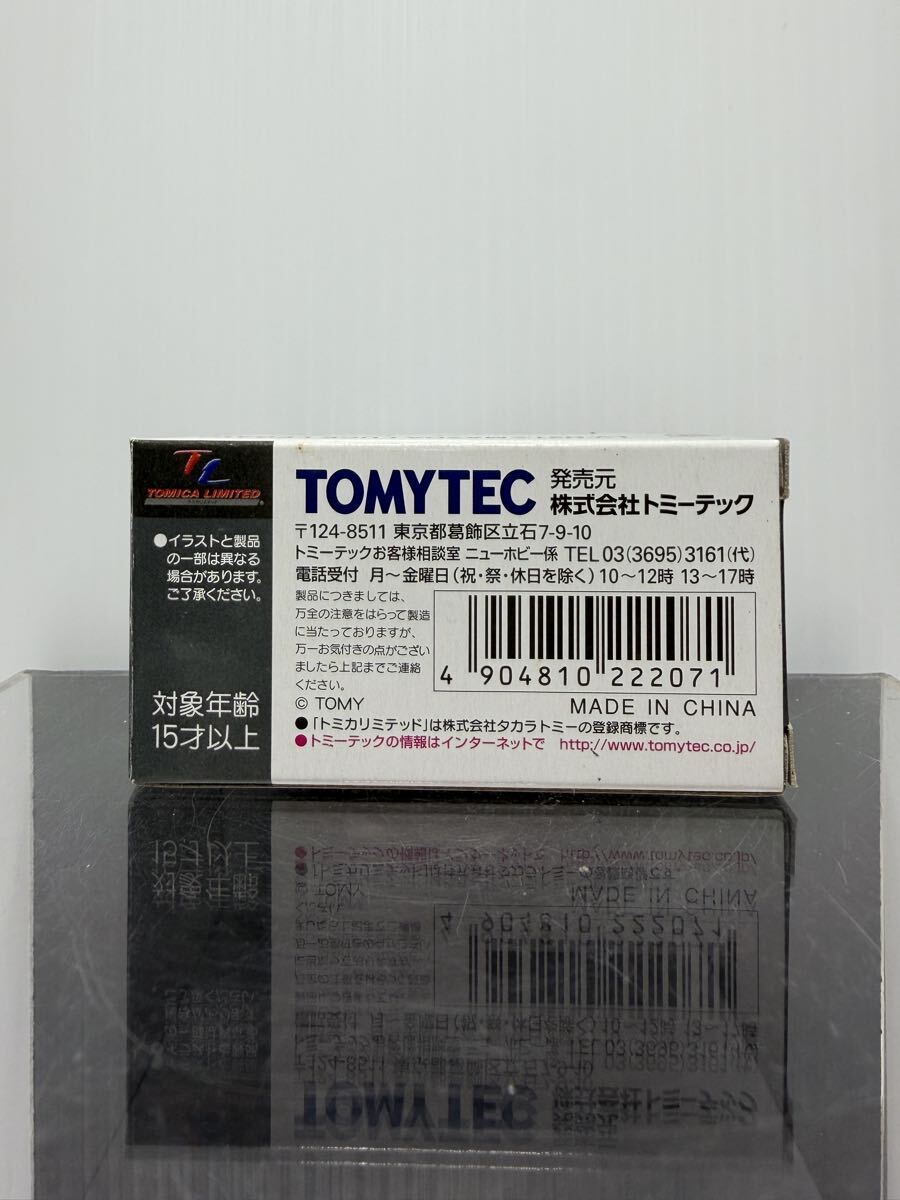 TL
TOMICA LIMITED
●イラストと製品
の一部は異なる
場合があります。
ご了承ください。
対象年齢
15才以上
TOMYTEC 発売元
株式会社トミーテック
〒124-8511 東京都葛飾区立石7-9-10
トミーテックお客様相談室 ニューホビー係 TEL 03(3695)3161(代)
電話受付 月～金曜日(祝・祭・休日を除く)10～12時 13～17時
製品につきましては、
万全の注意をはらって製造
に当たっておりますが、
万一お気付きの点がござい
ましたら上記までご連絡
ください。
4 904810 222071
© TOMY MADE IN CHINA
●「トミカリミテッド」は株式会社タカラトミーの登録商標です。
●トミーテックの情報はインターネットで http://www.tomytec.co.jp/